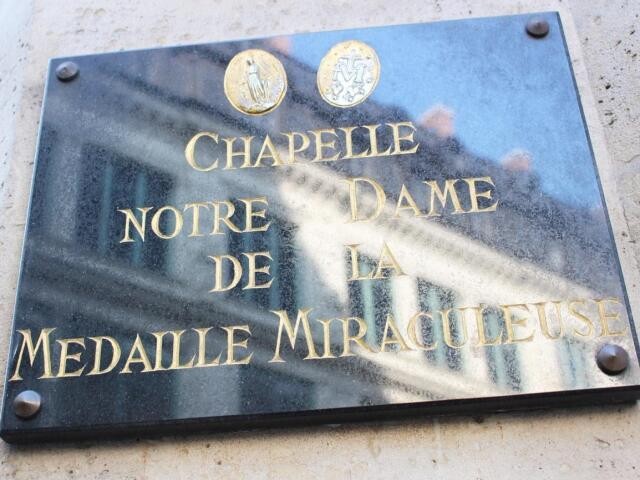 CHAPELLE
NOTRE DAME
DE LA
MEDAILLE MIRACULEUSE